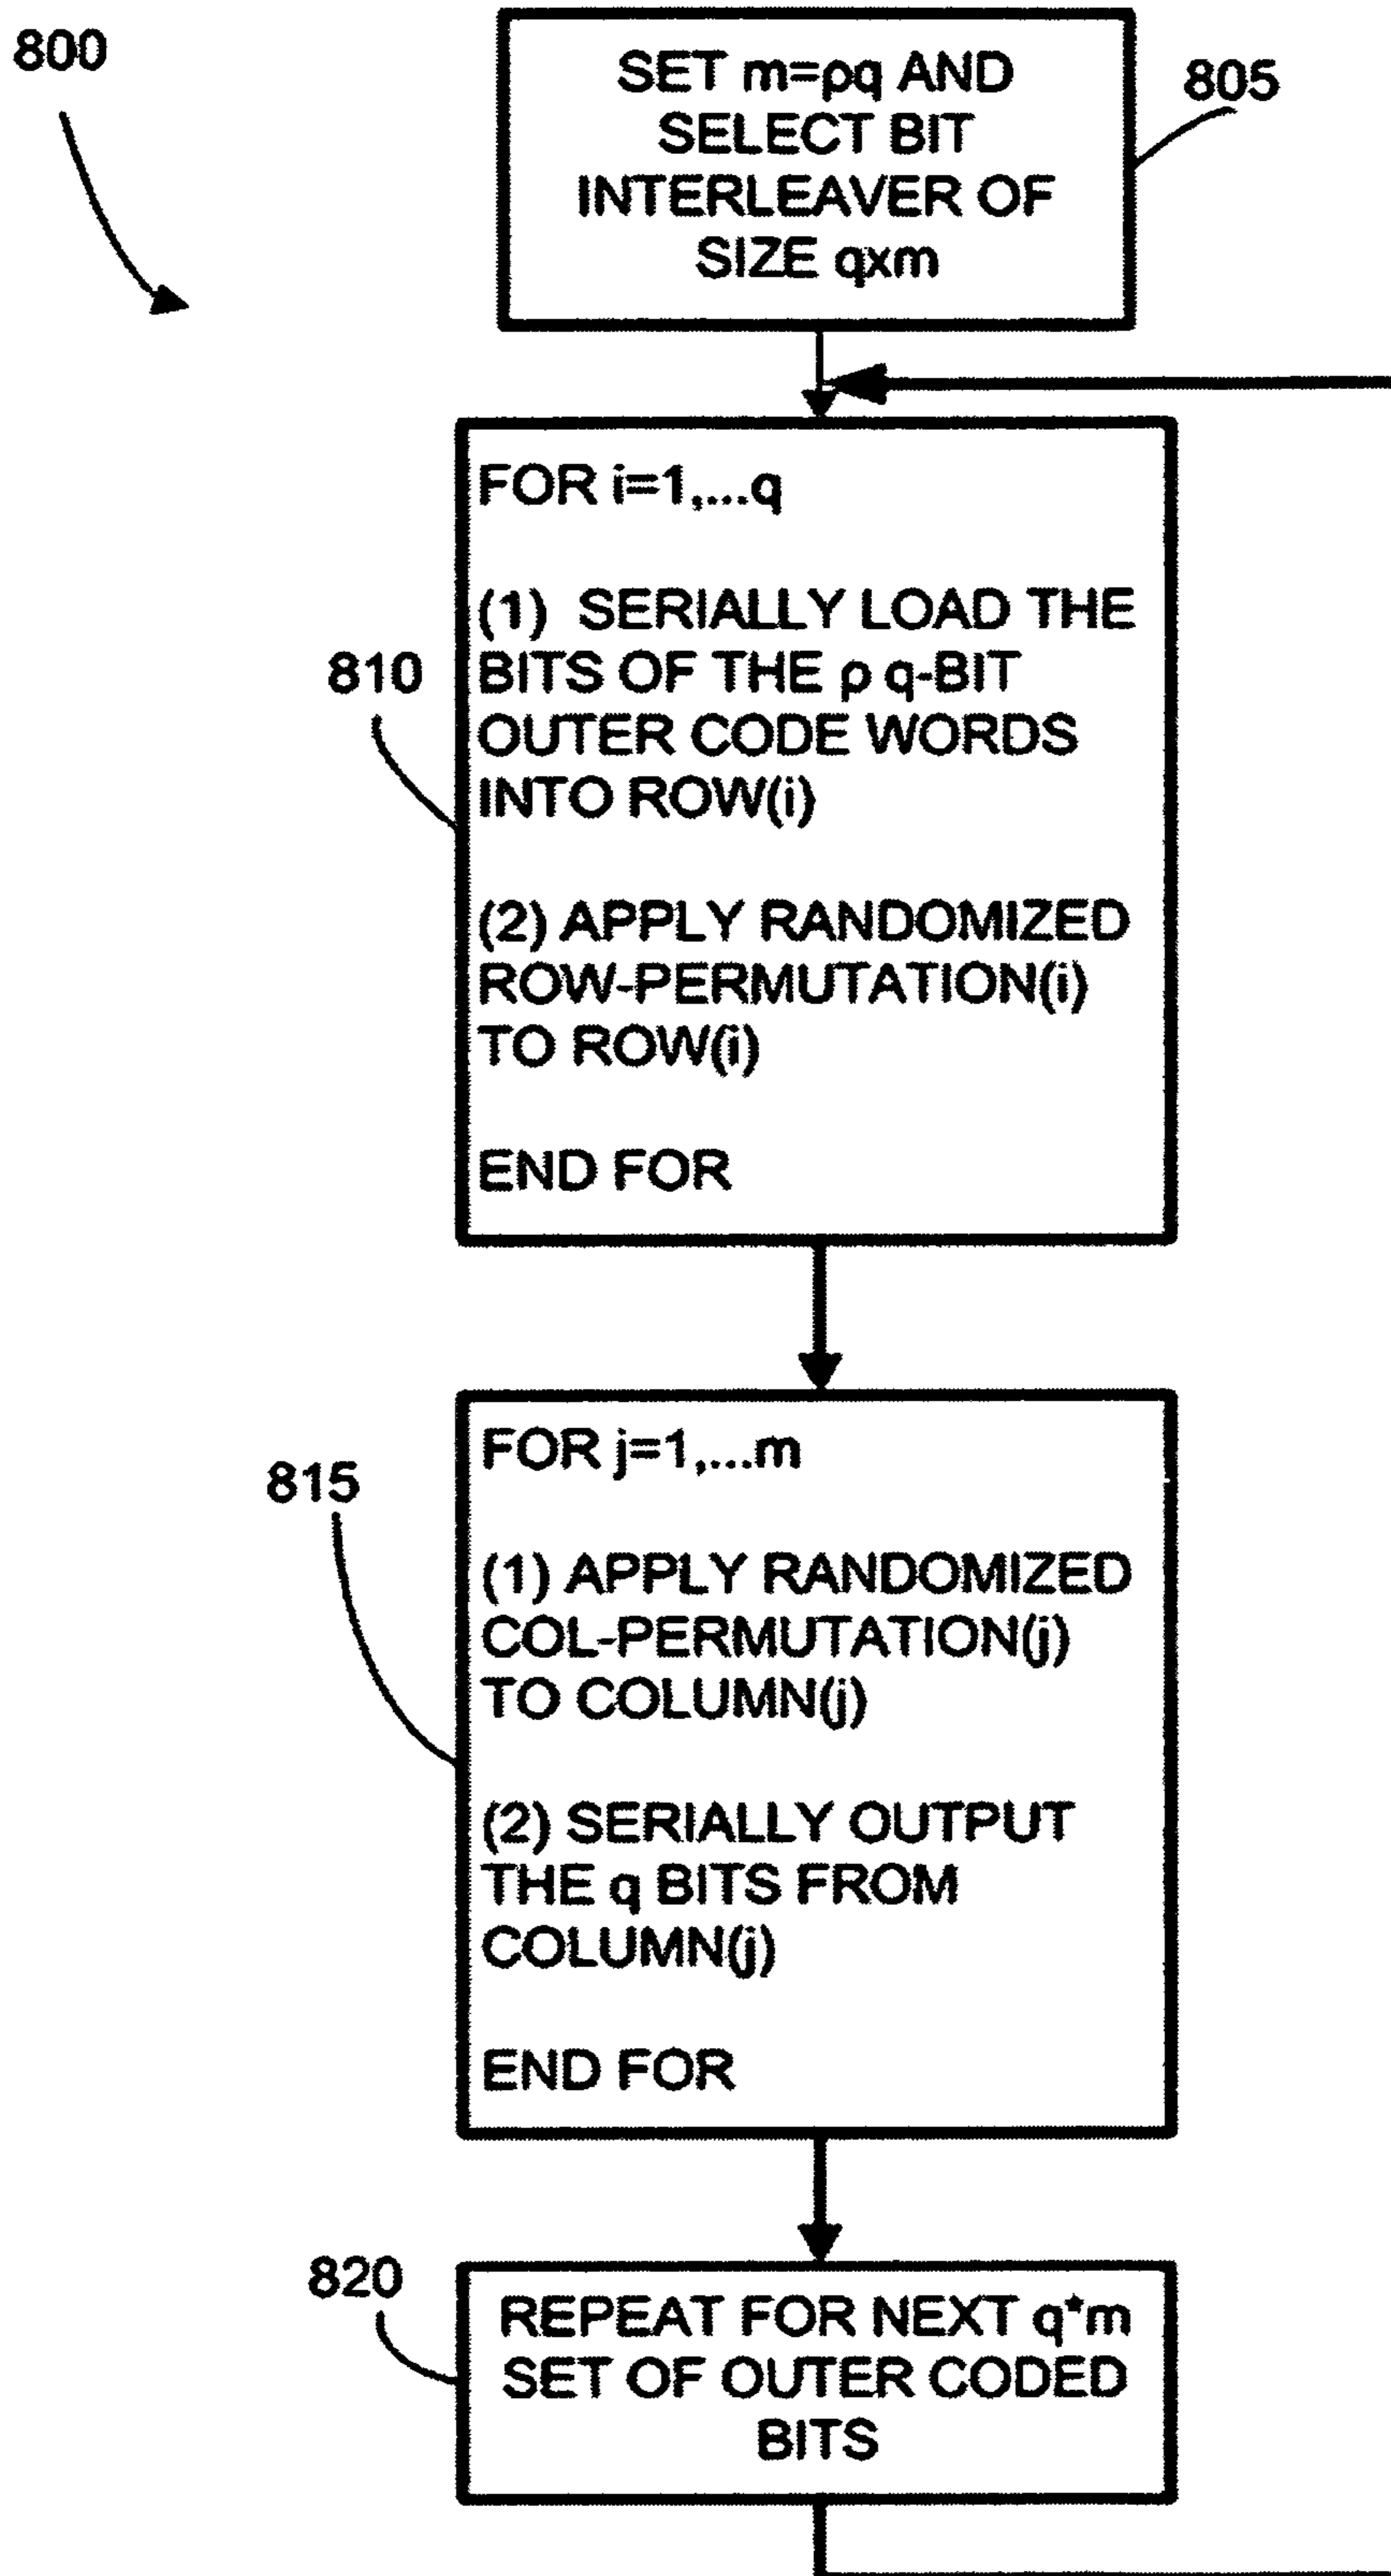 800
SET m=ρq AND
SELECT BIT
INTERLEAVER OF
SIZE qxm
805
FOR i=1,...q
(1) SERIALLY LOAD THE
BITS OF THE ρ q-BIT
OUTER CODE WORDS
INTO ROW(i)
810
(2) APPLY RANDOMIZED
ROW-PERMUTATION(i)
TO ROW(i)
END FOR
FOR j=1,...m
815
(1) APPLY RANDOMIZED
COL-PERMUTATION(j)
TO COLUMN(j)
(2) SERIALLY OUTPUT
THE q BITS FROM
COLUMN(j)
END FOR
820
REPEAT FOR NEXT q*m
SET OF OUTER CODED
BITS